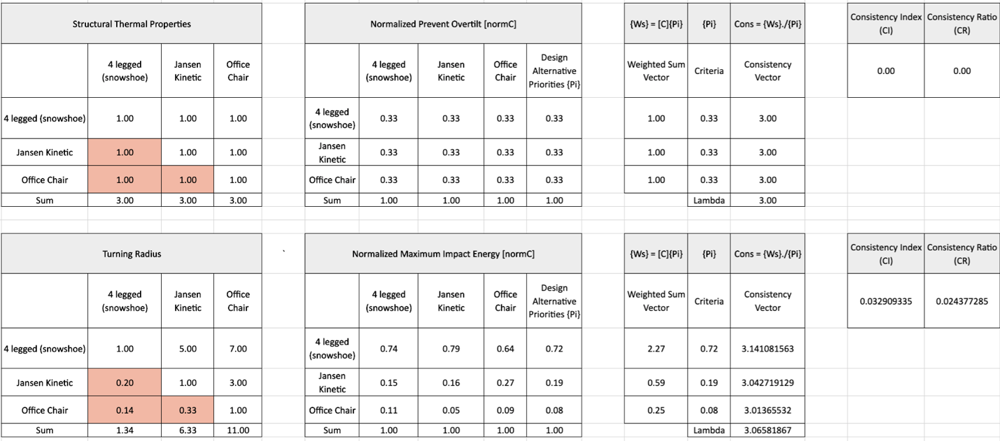 Structural Thermal Properties
Normalized Prevent Overtilt [normC]
{Ws} = [C]{Pi}
{Pi}
Cons = {Ws}./{Pi}
Consistency Index
(CI)
Consistency Ratio
(CR)
4 legged
(snowshoe)
Jansen
Kinetic
Office
Chair
4 legged
(snowshoe)
Jansen
Kinetic
Office
Chair
Design
Alternative
Priorities {Pi}
Weighted Sum
Vector
Criteria
Consistency
Vector
0.00
0.00
4 legged (snowshoe)
1.00
1.00
1.00
4 legged
(snowshoe)
0.33
0.33
0.33
0.33
1.00
0.33
3.00
Jansen Kinetic
1.00
1.00
1.00
Jansen
Kinetic
0.33
0.33
0.33
0.33
1.00
0.33
3.00
Office Chair
1.00
1.00
1.00
Office Chair
0.33
0.33
0.33
0.33
1.00
0.33
3.00
Sum
3.00
3.00
3.00
Sum
1.00
1.00
1.00
1.00
Lambda
3.00
Turning Radius
`
Normalized Maximum Impact Energy [normC]
{Ws} = [C]{Pi}
{Pi}
Cons = {Ws}./{Pi}
Consistency Index
(CI)
Consistency Ratio
(CR)
4 legged
(snowshoe)
Jansen
Kinetic
Office
Chair
4 legged
(snowshoe)
Jansen
Kinetic
Office
Chair
Design
Alternative
Priorities {Pi}
Weighted Sum
Vector
Criteria
Consistency
Vector
0.032909335
0.024377285
4 legged (snowshoe)
1.00
5.00
7.00
4 legged
(snowshoe)
0.74
0.79
0.64
0.72
2.27
0.72
3.141081563
Jansen Kinetic
0.20
1.00
3.00
Jansen
Kinetic
0.15
0.16
0.27
0.19
0.59
0.19
3.042719129
Office Chair
0.14
0.33
1.00
Office Chair
0.11
0.05
0.09
0.08
0.25
0.08
3.01365532
Sum
1.34
6.33
11.00
Sum
1.00
1.00
1.00
1.00
Lambda
3.06581867